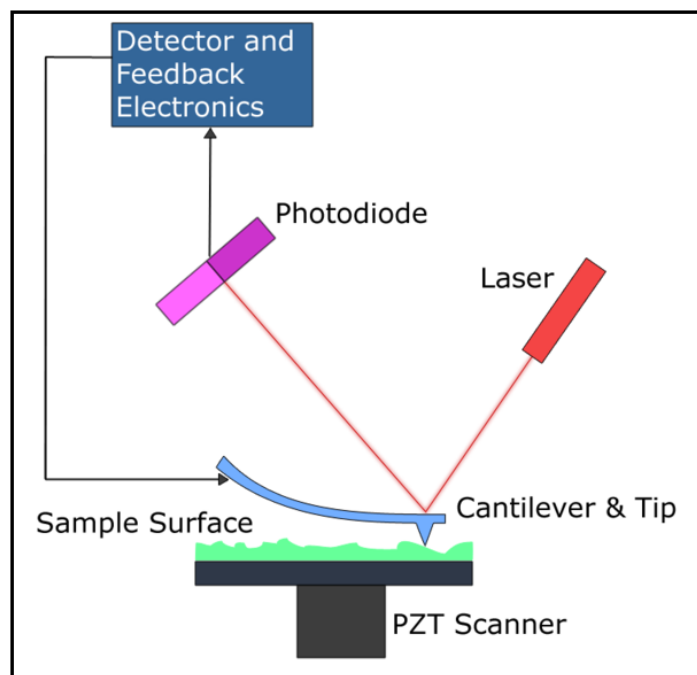 Detector and
Feedback
Electronics
Photodiode
Laser
Cantilever & Tip
Sample Surface
PZT Scanner